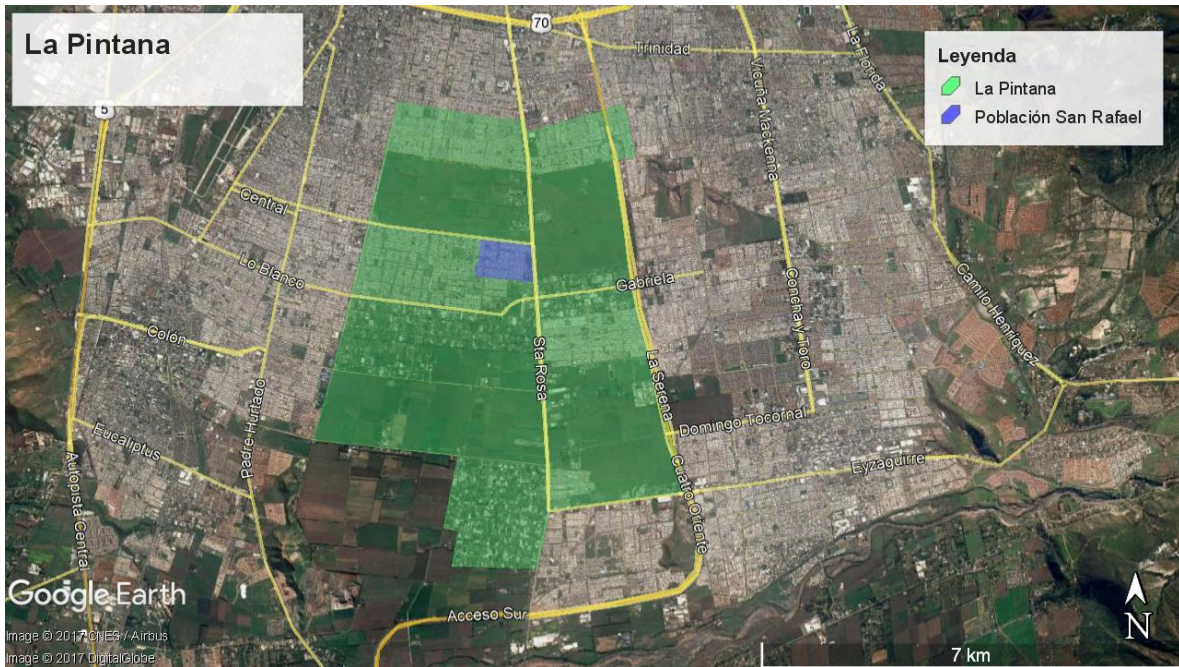 La Pintana
70
Trinidad
La Florida
Vicuña Mackenna
Leyenda
La Pintana
Población San Rafael
5
Central
Lo Blanco
Gabriela
Camilo Henríquez
Concha y Toro
Colón
Sta Rosa
La Serena
Padre Hurtado
Domingo Tocornal
Eucaliptus
Eyzaguirre
Autopista Central
Cuatro Oriente
Acceso Sur
Google Earth
Image © 2017 CNES / Airbus
Image © 2017 DigitalGlobe
N
7 km